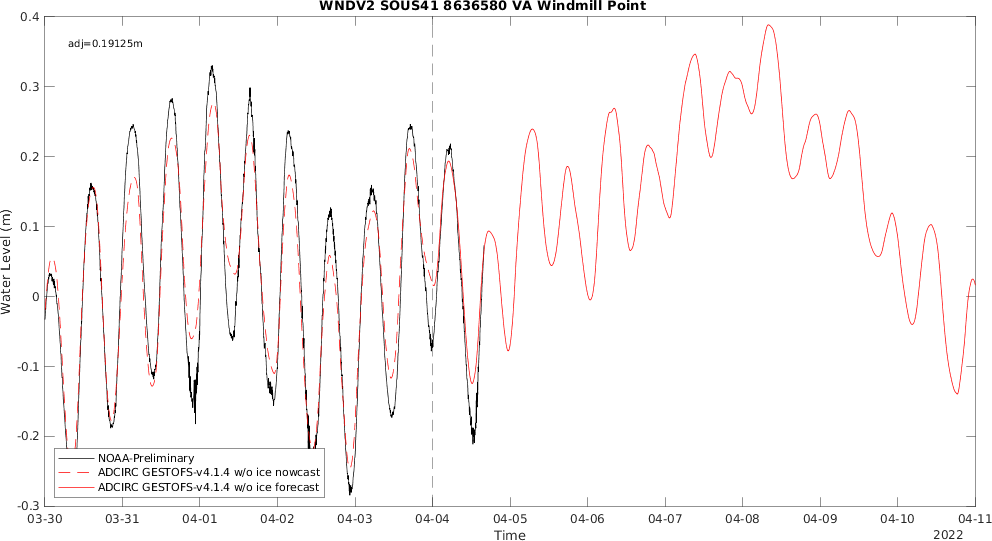 WNDV2 SOUS41 8636580 VA Windmill Point
adj=0.19125m
0.4
0.3
0.2
0.1
0
-0.1
-0.2
-0.3
Water Level (m)
NOAA-Preliminary
ADCIRC GESTOFS-v4.1.4 w/o ice nowcast
ADCIRC GESTOFS-v4.1.4 w/o ice forecast
03-30 03-31 04-01 04-02 04-03 04-04 04-05 04-06 04-07 04-08 04-09 04-10 04-11
Time
2022